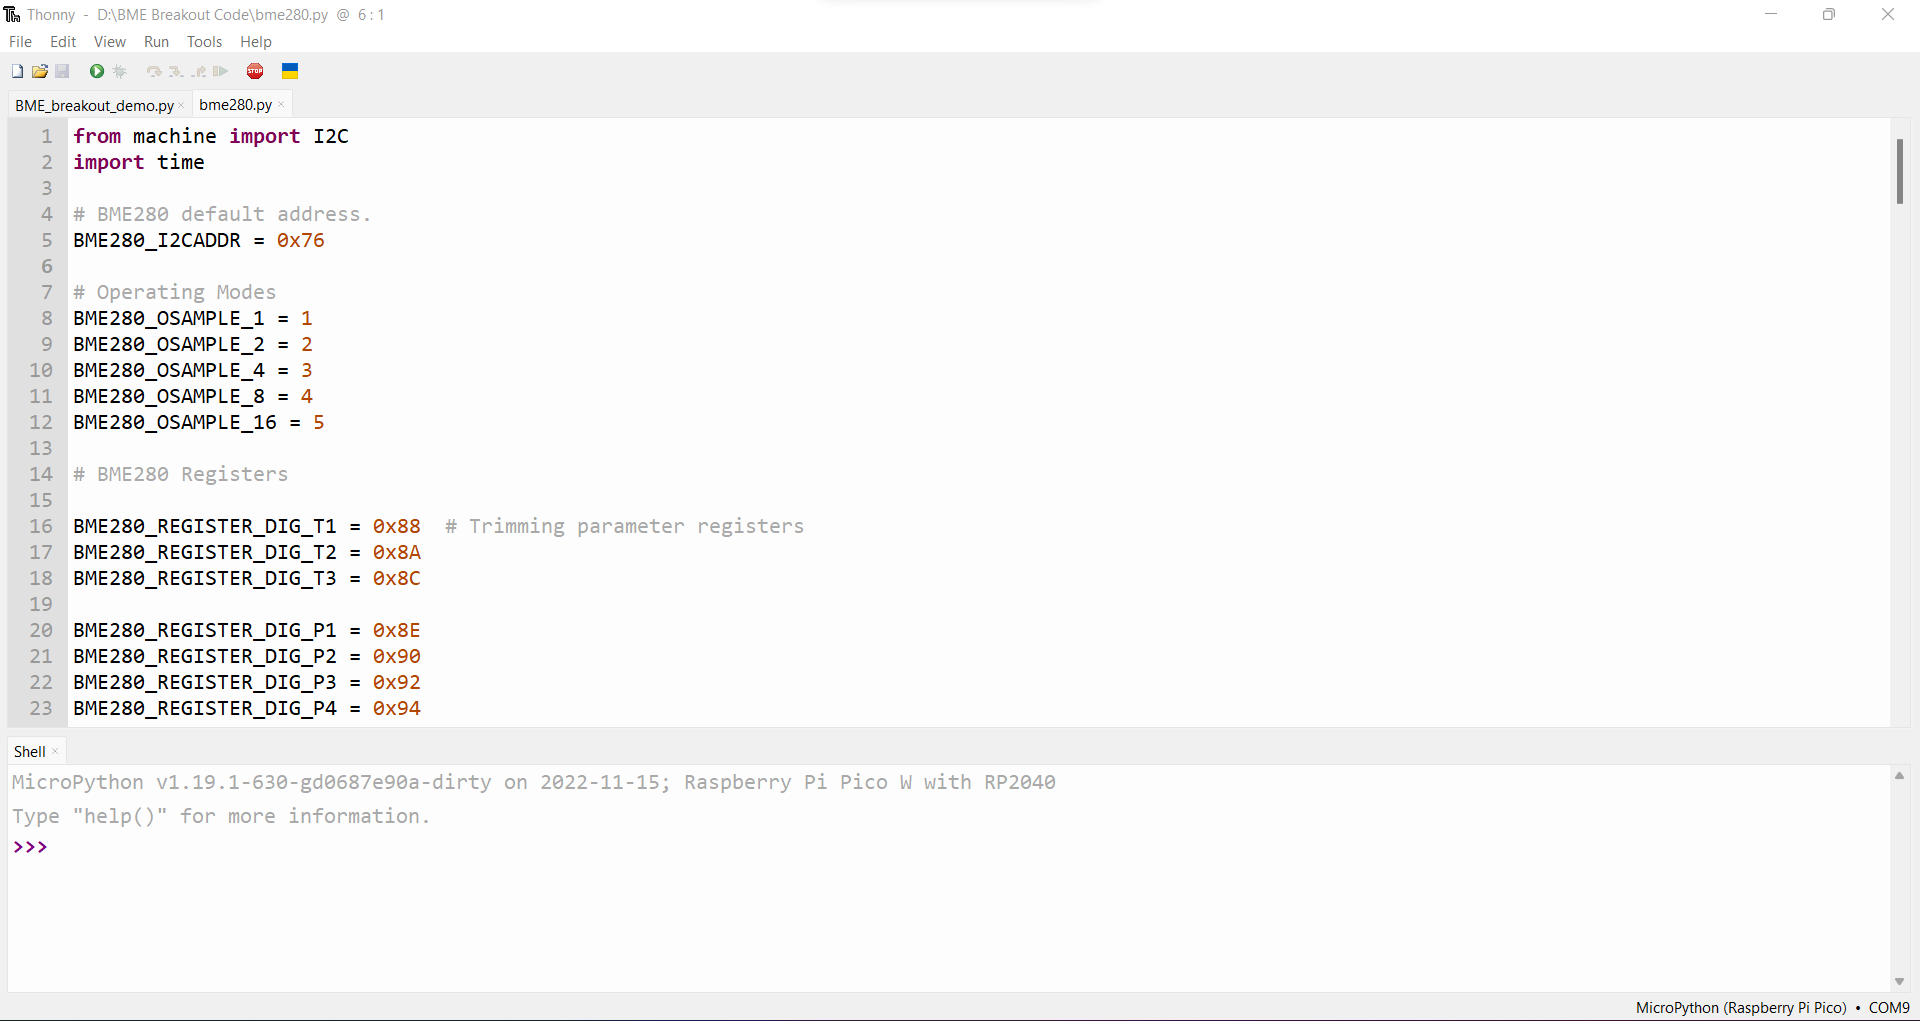 Thonny - D:\BME Breakout Code\bme280.py @ 6:1
File Edit View Run Tools Help
STOP
BME_breakout_demo.py × bme280.py ×
1 from machine import I2C
2 import time
3
4 # BME280 default address.
5 BME280_I2CADDR = 0x76
6
7 # Operating Modes
8 BME280_OSAMPLE_1 = 1
9 BME280_OSAMPLE_2 = 2
10 BME280_OSAMPLE_4 = 3
11 BME280_OSAMPLE_8 = 4
12 BME280_OSAMPLE_16 = 5
13
14 # BME280 Registers
15
16 BME280_REGISTER_DIG_T1 = 0x88  # Trimming parameter registers
17 BME280_REGISTER_DIG_T2 = 0x8A
18 BME280_REGISTER_DIG_T3 = 0x8C
19
20 BME280_REGISTER_DIG_P1 = 0x8E
21 BME280_REGISTER_DIG_P2 = 0x90
22 BME280_REGISTER_DIG_P3 = 0x92
23 BME280_REGISTER_DIG_P4 = 0x94
Shell ×
MicroPython v1.19.1-630-gd0687e90a-dirty on 2022-11-15; Raspberry Pi Pico W with RP2040
Type "help()" for more information.
>>>
MicroPython (Raspberry Pi Pico) • COM9